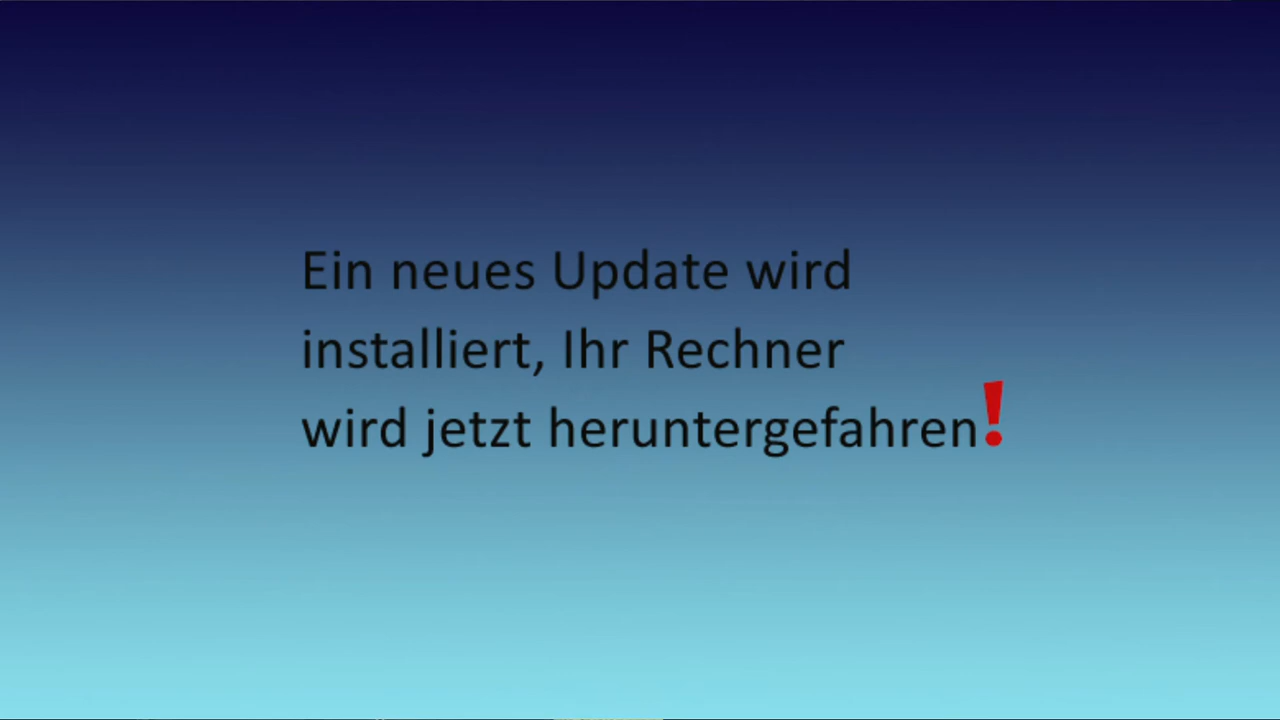 Ein neues Update wird
installiert, Ihr Rechner
wird jetzt heruntergefahren!